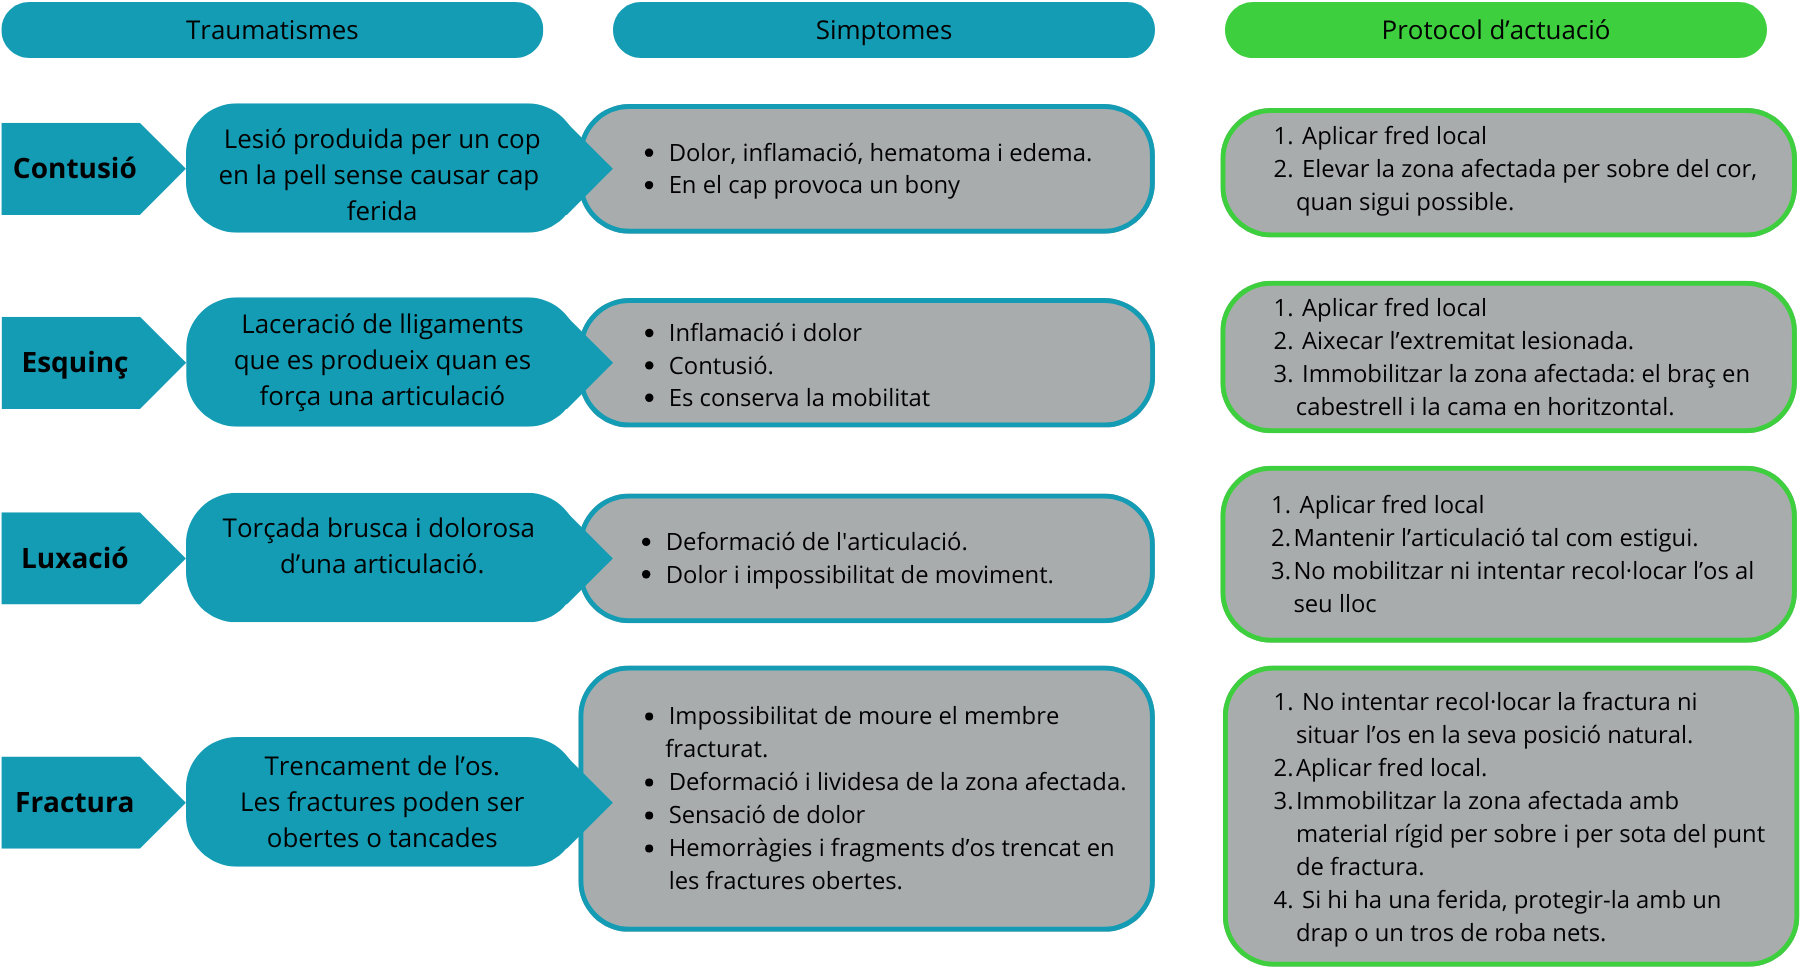 Traumatismes
Simptomes
Protocol d’actuació
Contusió
Lesió produida per un cop
en la pell sense causar cap
ferida
• Dolor, inflamació, hematoma i edema.
• En el cap provoca un bony
1. Aplicar fred local
2. Elevar la zona afectada per sobre del cor,
quan sigui possible.
Esquinç
Laceració de lligaments
que es produeix quan es
força una articulació
• Inflamació i dolor
• Contusió.
• Es conserva la mobilitat
1. Aplicar fred local
2. Aixecar l’extremitat lesionada.
3. Immobilitzar la zona afectada: el braç en
cabestrell i la cama en horitzontal.
Luxació
Torçada brusca i dolorosa
d’una articulació.
• Deformació de l'articulació.
• Dolor i impossibilitat de moviment.
1. Aplicar fred local
2. Mantenir l’articulació tal com estigui.
3. No mobilitzar ni intentar recol·locar l’os al
seu lloc
Fractura
Trencament de l’os.
Les fractures poden ser
obertes o tancades
• Impossibilitat de moure el membre
fracturat.
• Deformació i lividesa de la zona afectada.
• Sensació de dolor
• Hemorràgies i fragments d’os trencat en
les fractures obertes.
1. No intentar recol·locar la fractura ni
situar l’os en la seva posició natural.
2. Aplicar fred local.
3. Immobilitzar la zona afectada amb
material rígid per sobre i per sota del punt
de fractura.
4. Si hi ha una ferida, protegir-la amb un
drap o un tros de roba nets.